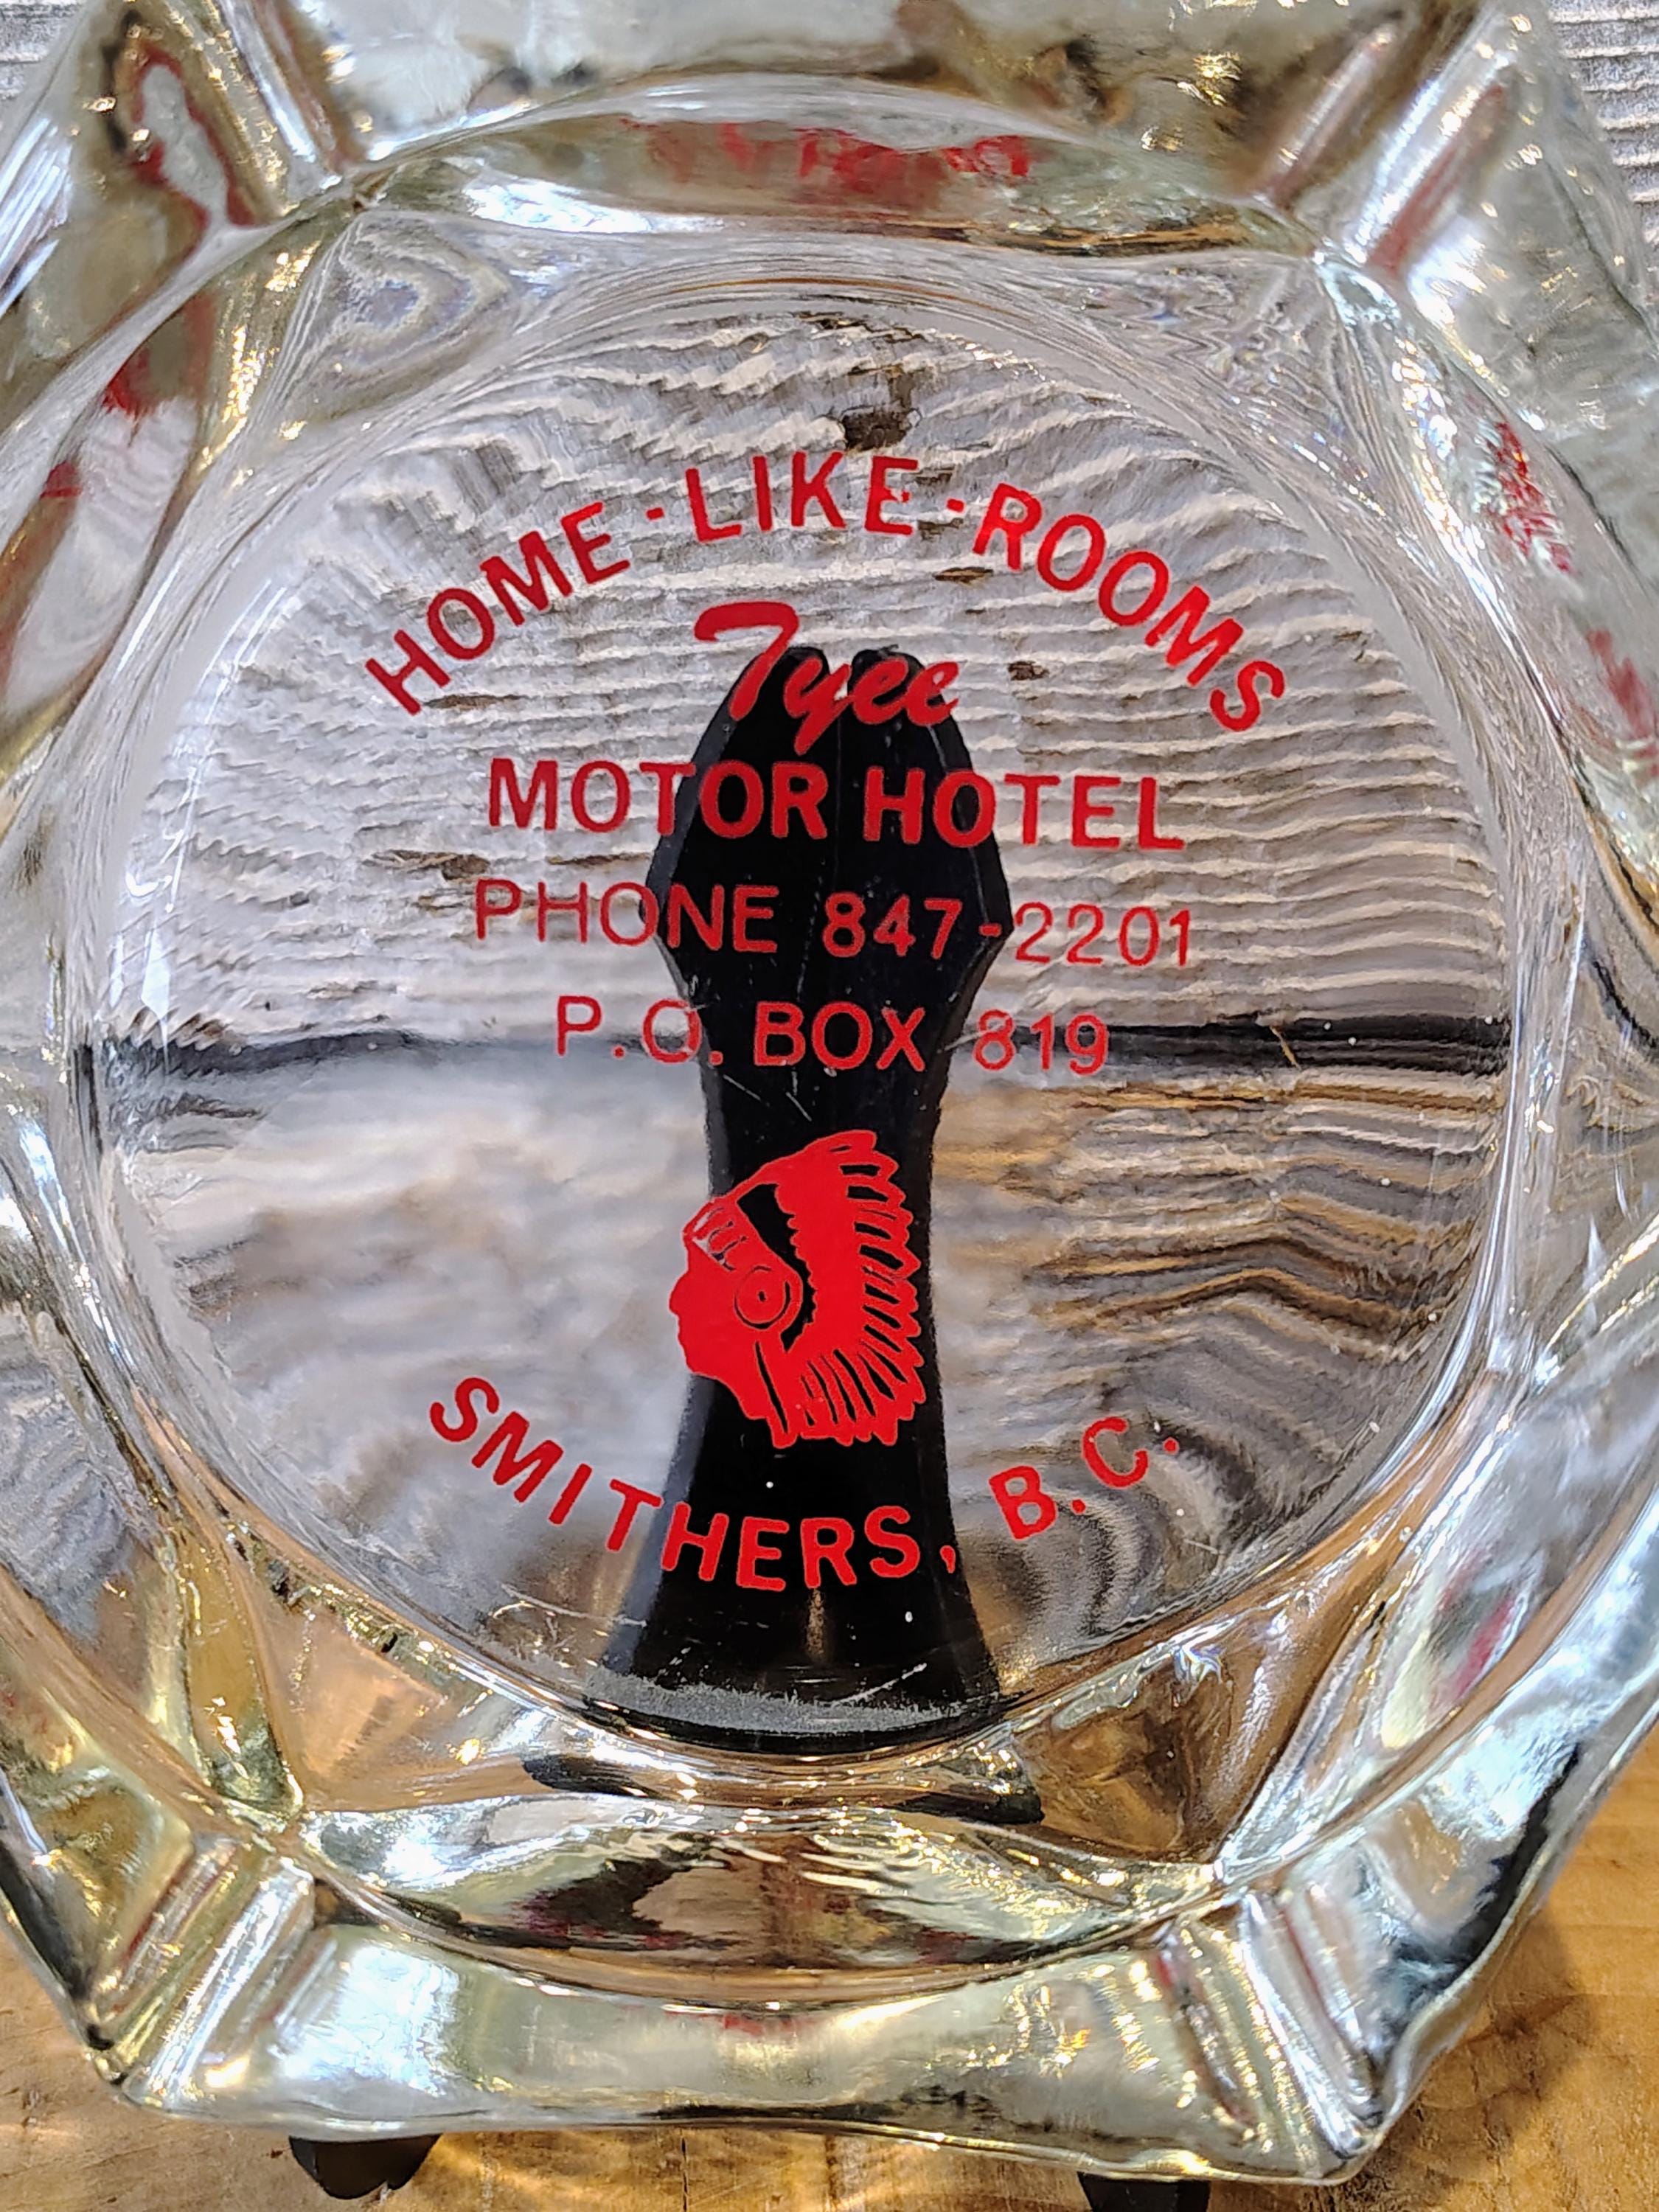 HOME-LIKE-ROOMS
Tyee
MOTOR HOTEL
PHONE 847-2201
P.O. BOX 819
SMITHERS, B.C.